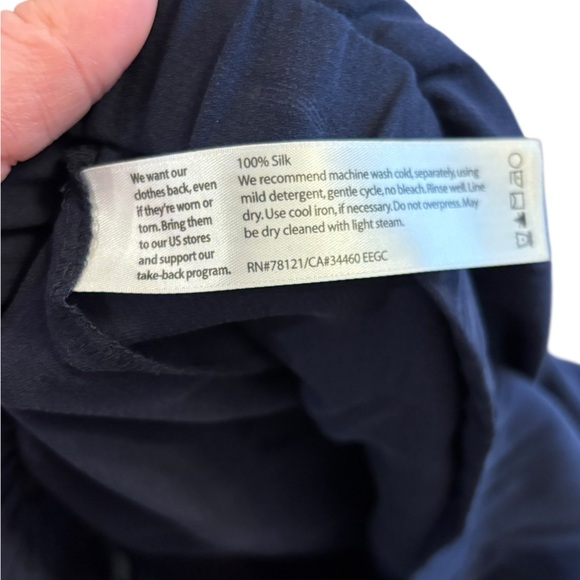 We want our
clothes back, even
if they're worn or
torn. Bring them
to our US stores
and support our
take-back program.
100% Silk
We recommend machine wash cold, separately, using
mild detergent, gentle cycle, no bleach. Rinse well. Line
dry. Use cool iron, if necessary. Do not overpress. May
be dry cleaned with light steam.
RN#78121/CA#34460 EEGC